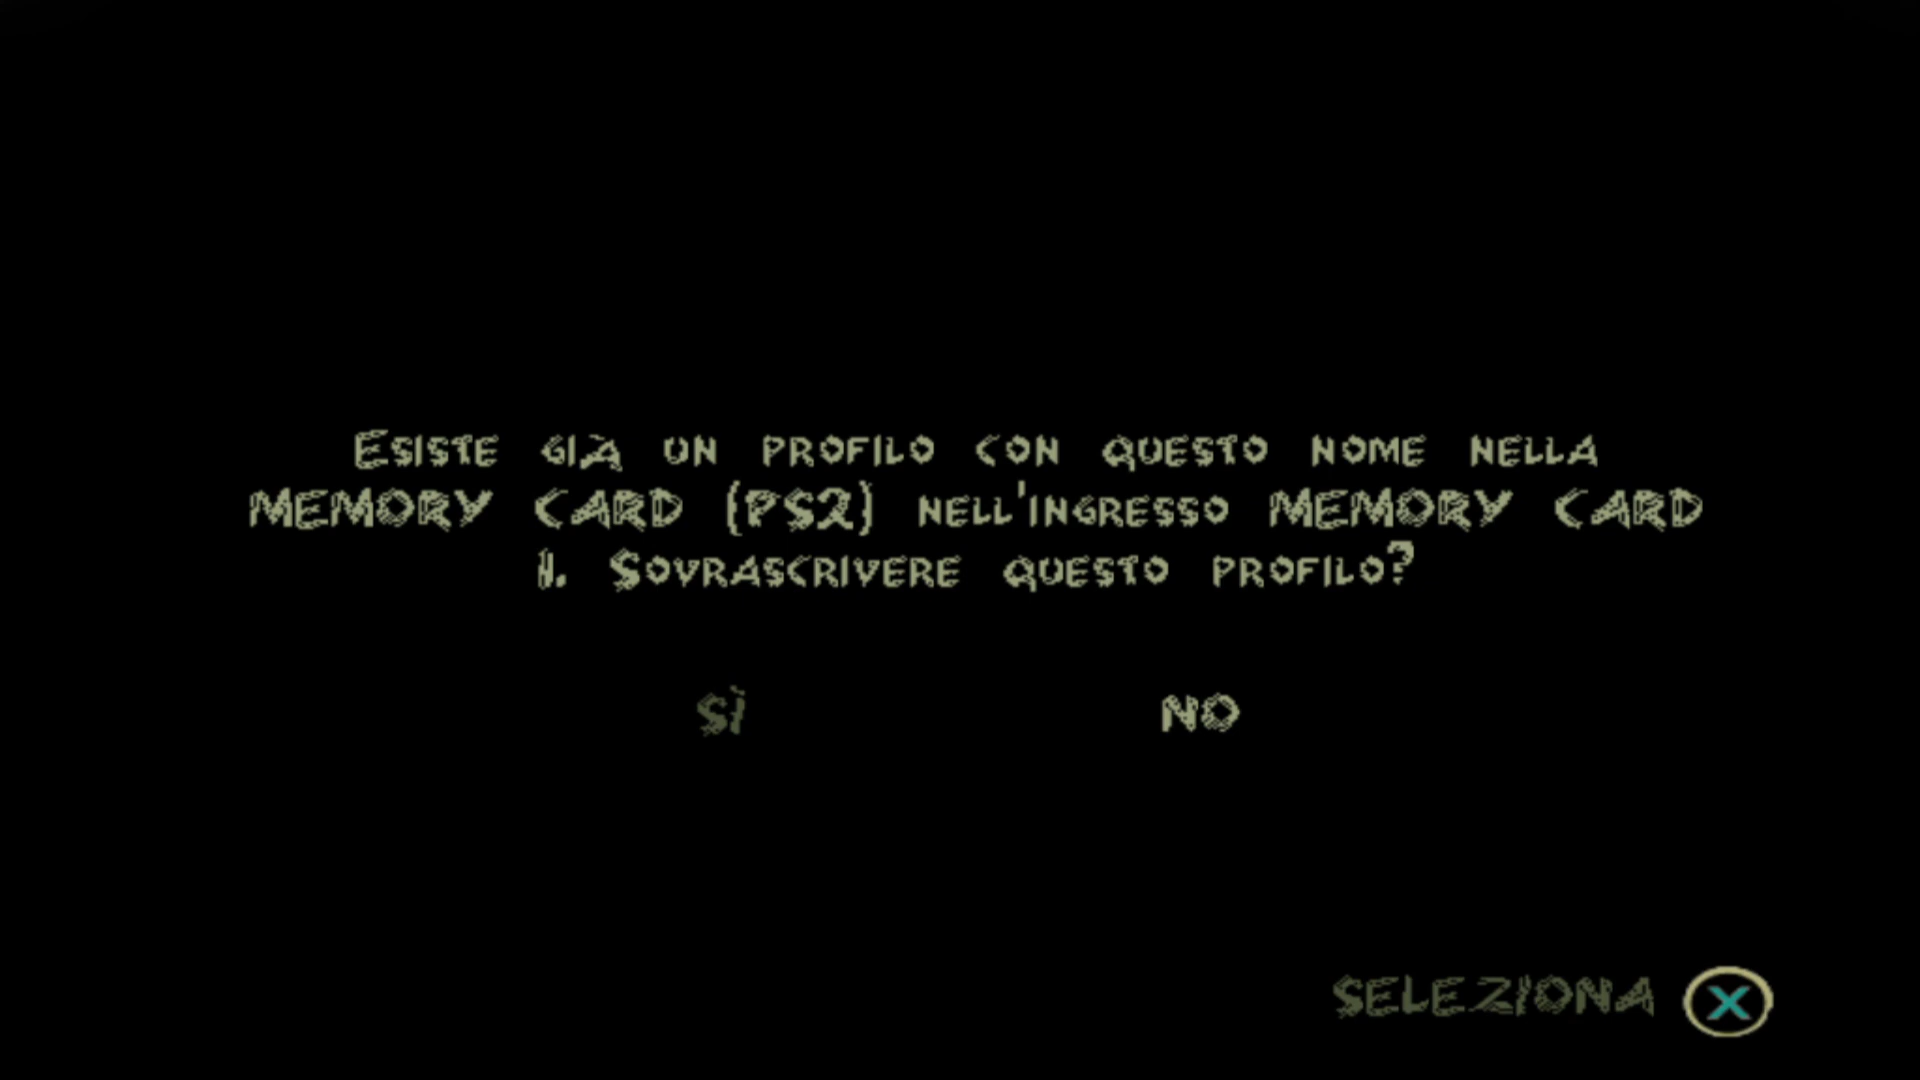 Esiste già un profilo con questo nome nella
MEMORY CARD (PS2) nell'ingresso MEMORY CARD
1. Sovrascrivere questo profilo?
SÌ NO
SELEZIONA